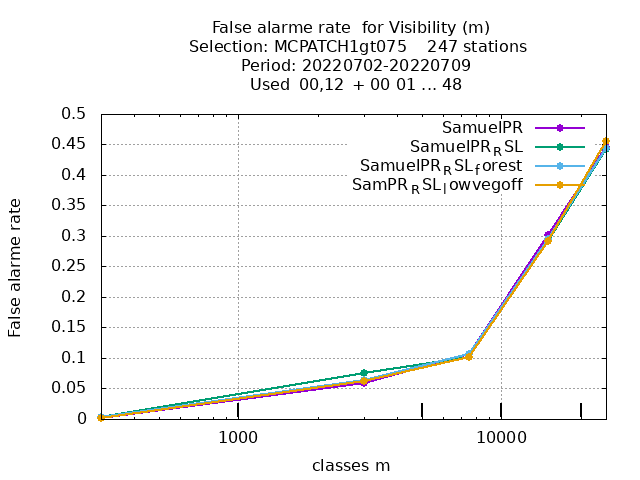 False alarme rate  for Visibility (m)
Selection: MCPATCH1gt075    247 stations
Period: 20220702-20220709
Used  00,12  + 00 01 ... 48
SamuelPR
SamuelPR_RSL
SamuelPR_RSL_forest
SamPR_RSL_lowvegoff
0.5
0.45
0.4
0.35
0.3
0.25
0.2
0.15
0.1
0.05
0
False alarme rate
1000
10000
classes m